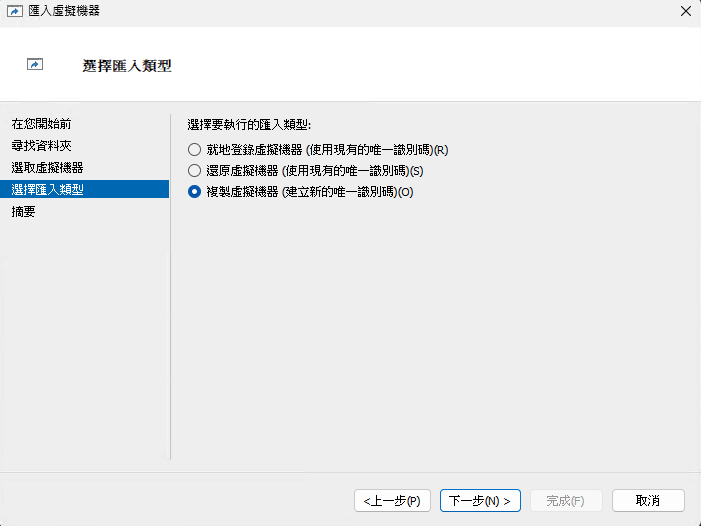 匯入虛擬機器
選擇匯入類型
在您開始前
尋找資料夾
選取虛擬機器
選擇匯入類型
摘要
選擇要執行的匯入類型:
就地登錄虛擬機器 (使用現有的唯一識別碼)(R)
還原虛擬機器 (使用現有的唯一識別碼)(S)
複製虛擬機器 (建立新的唯一識別碼)(O)
<上一步(P)
下一步(N) >
完成(F)
取消